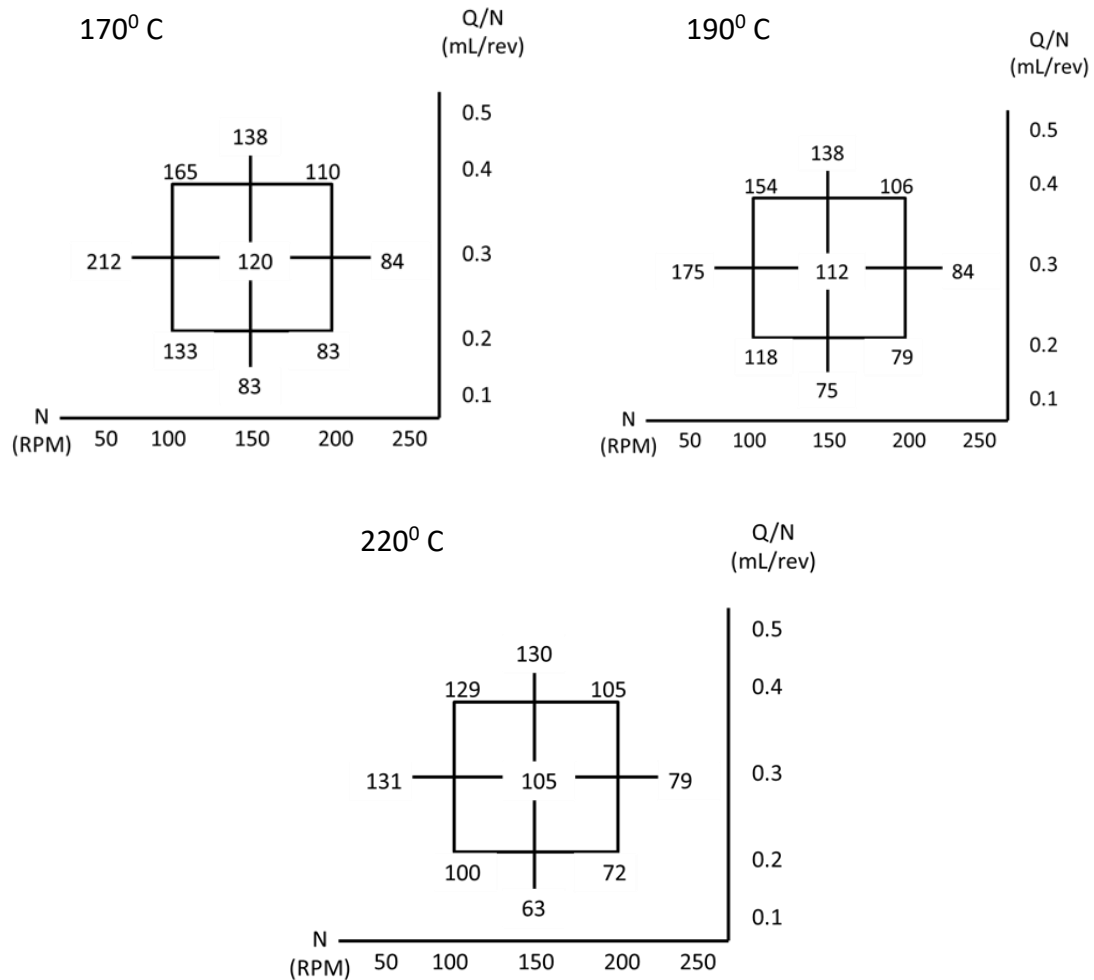 170⁰ C
Q/N
(mL/rev)
0.5
138
165 110 0.4
212 120 84 0.3
133 83 0.2
83 0.1
N
(RPM) 50 100 150 200 250
190⁰ C
Q/N
(mL/rev)
0.5
138
154 106 0.4
175 112 84 0.3
118 79 0.2
75 0.1
N
(RPM) 50 100 150 200 250
220⁰ C
Q/N
(mL/rev)
0.5
130
129 105 0.4
131 105 79 0.3
100 72 0.2
63 0.1
N
(RPM) 50 100 150 200 250